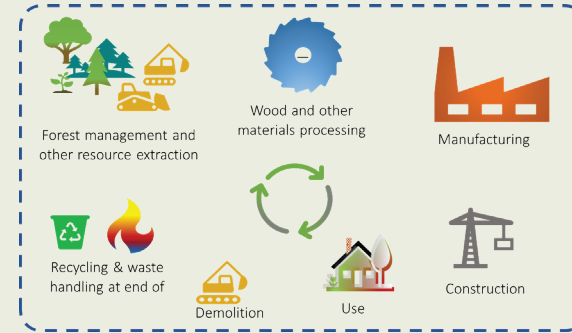 Forest management and
other resource extraction
Wood and other
materials processing
Manufacturing
Recycling & waste
handling at end of
Demolition
Use
Construction